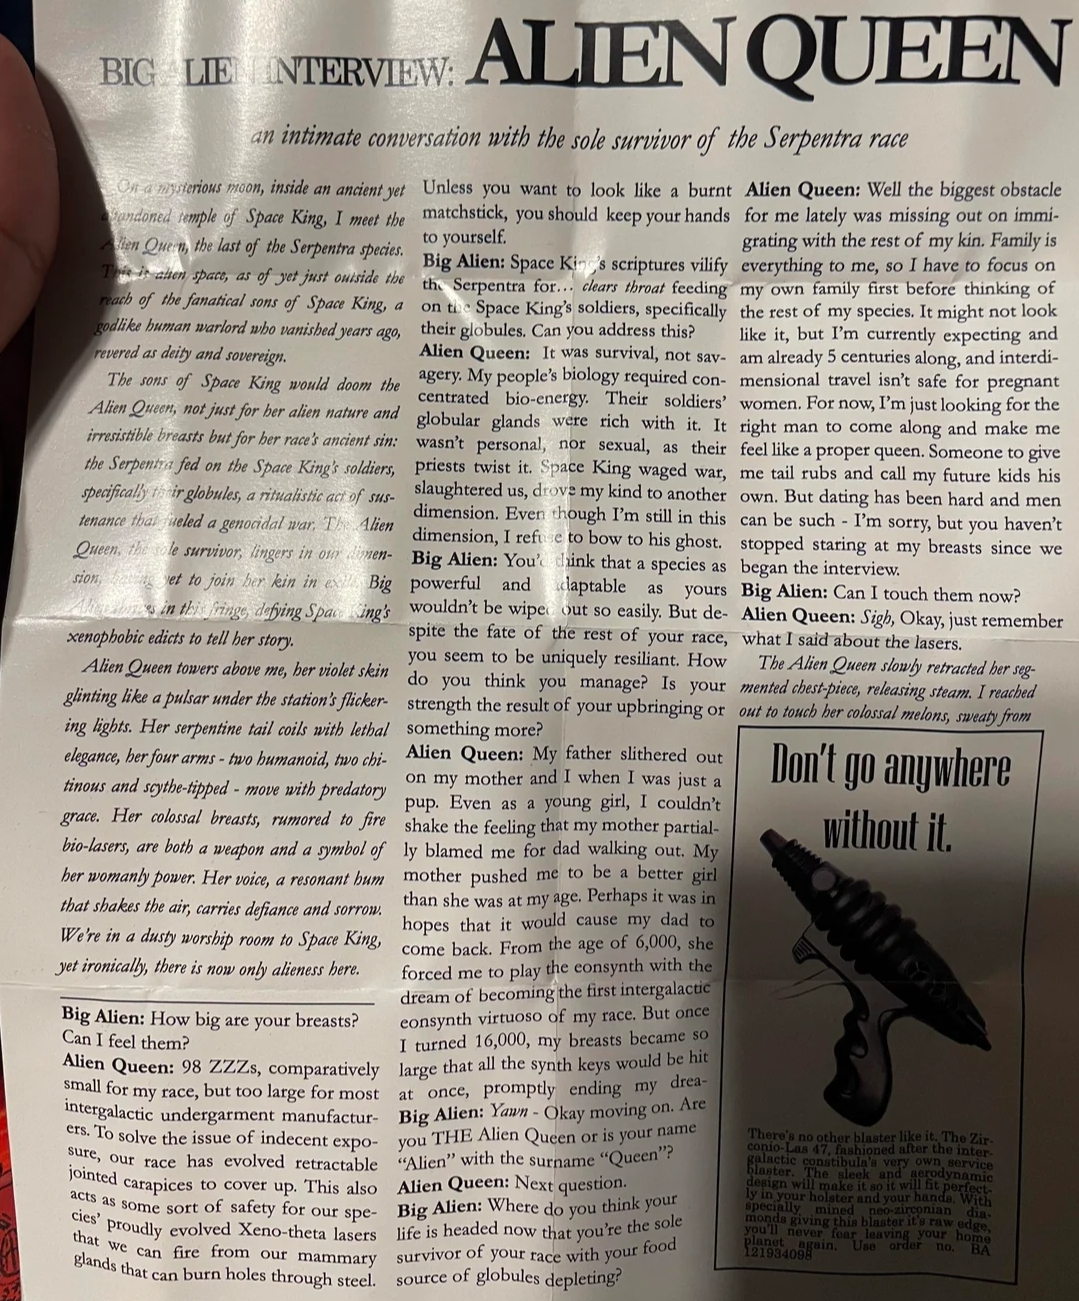 BIG ALIEN INTERVIEW: ALIEN QUEEN
an intimate conversation with the sole survivor of the Serpentra race
On a mysterious moon, inside an ancient yet
abandoned temple of Space King, I meet the
Alien Queen, the last of the Serpentra species.
This is alien space, as of yet just outside the
reach of the fanatical sons of Space King, a
godlike human warlord who vanished years ago,
revered as deity and sovereign.
The sons of Space King would doom the
Alien Queen, not just for her alien nature and
irresistible breasts but for her race's ancient sin:
the Serpentra fed on the Space King's soldiers,
specifically their globules, a ritualistic act of sus-
tenance that fueled a genocidal war. The Alien
Queen, the sole survivor, lingers in our dimen-
sion, having yet to join her kin in exile. Big
Alien in this fringe, defying Space King's
xenophobic edicts to tell her story.
Alien Queen towers above me, her violet skin
glinting like a pulsar under the station's flicker-
ing lights. Her serpentine tail coils with lethal
elegance, her four arms - two humanoid, two chi-
tinous and scythe-tipped - move with predatory
grace. Her colossal breasts, rumored to fire
bio-lasers, are both a weapon and a symbol of
her womanly power. Her voice, a resonant hum
that shakes the air, carries defiance and sorrow.
We're in a dusty worship room to Space King,
yet ironically, there is now only alieness here.
Big Alien: How big are your breasts?
Can I feel them?
Alien Queen: 98 ZZZs, comparatively
small for my race, but too large for most
intergalactic undergarment manufactur-
ers. To solve the issue of indecent expo-
sure, our race has evolved retractable
jointed carapices to cover up. This also
acts as some sort of safety for our spe-
cies' proudly evolved Xeno-theta lasers
that we can fire from our mammary
glands that can burn holes through steel.
Unless you want to look like a burnt
matchstick, you should keep your hands
to yourself.
Big Alien: Space King's scriptures vilify
the Serpentra for... clears throat feeding
on the Space King's soldiers, specifically
their globules. Can you address this?
Alien Queen: It was survival, not sav-
agery. My people's biology required con-
centrated bio-energy. Their soldiers'
globular glands were rich with it. It
wasn't personal, nor sexual, as their
priests twist it. Space King waged war,
slaughtered us, drove my kind to another
dimension. Even though I'm still in this
dimension, I refuse to bow to his ghost.
Big Alien: You'd think that a species as
powerful and adaptable as yours
wouldn't be wiped out so easily. But de-
spite the fate of the rest of your race,
you seem to be uniquely resiliant. How
do you think you manage? Is your
strength the result of your upbringing or
something more?
Alien Queen: My father slithered out
on my mother and I when I was just a
pup. Even as a young girl, I couldn't
shake the feeling that my mother partial-
ly blamed me for dad walking out. My
mother pushed me to be a better girl
than she was at my age. Perhaps it was in
hopes that it would cause my dad to
come back. From the age of 6,000, she
forced me to play the eonsynth with the
dream of becoming the first intergalactic
eonsynth virtuoso of my race. But once
I turned 16,000, my breasts became so
large that all the synth keys would be hit
at once, promptly ending my drea-
Big Alien: Yawn - Okay moving on. Are
you THE Alien Queen or is your name
"Alien" with the surname "Queen"?
Alien Queen: Next question.
Big Alien: Where do you think your
life is headed now that you're the sole
survivor of your race with your food
source of globules depleting?
Alien Queen: Well the biggest obstacle
for me lately was missing out on immi-
grating with the rest of my kin. Family is
everything to me, so I have to focus on
my own family first before thinking of
the rest of my species. It might not look
like it, but I'm currently expecting and
am already 5 centuries along, and interdi-
mensional travel isn't safe for pregnant
women. For now, I'm just looking for the
right man to come along and make me
feel like a proper queen. Someone to give
me tail rubs and call my future kids his
own. But dating has been hard and men
can be such - I'm sorry, but you haven't
stopped staring at my breasts since we
began the interview.
Big Alien: Can I touch them now?
Alien Queen: Sigh, Okay, just remember
what I said about the lasers.
The Alien Queen slowly retracted her seg-
mented chest-piece, releasing steam. I reached
out to touch her colossal melons, sweaty from
Don't go anywhere
without it.
There's no other blaster like it. The Zir-
conio-Las 47, fashioned after the inter-
galactic constibula's very own service
blaster. The sleek and aerodynamic
design will make it so it will fit perfect-
ly in your holster and your hands. With
specially mined neo-zirconian dia-
monds giving this blaster it's raw edge,
you'll never fear leaving your home
planet again. Use order no. BA
121934098